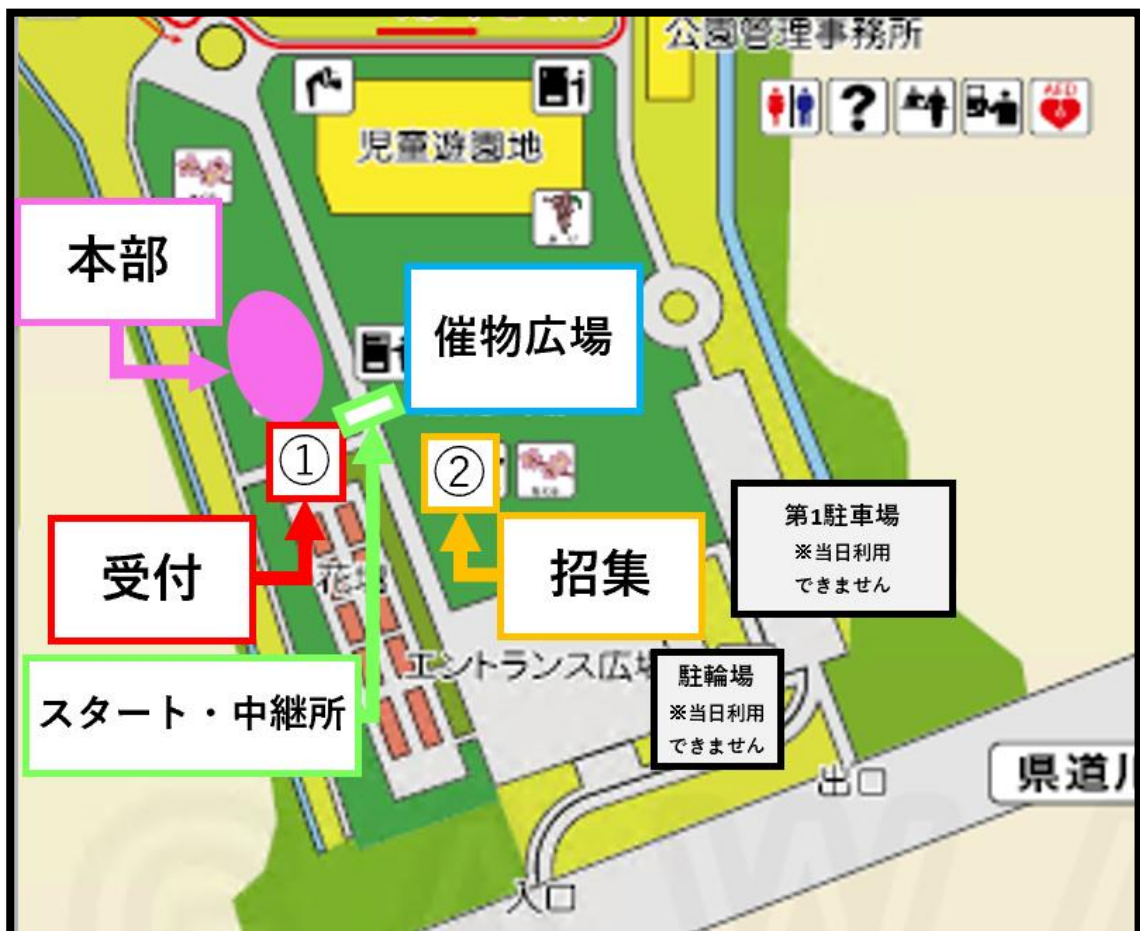 公園管理事務所
?
AED
児童遊園地
本部
催物広場
①
②
受付
招集
第1駐車場
※当日利用
できません
花壇
エントランス広場
スタート・中継所
駐輪場
※当日利用
できません
出口
県道川
入口